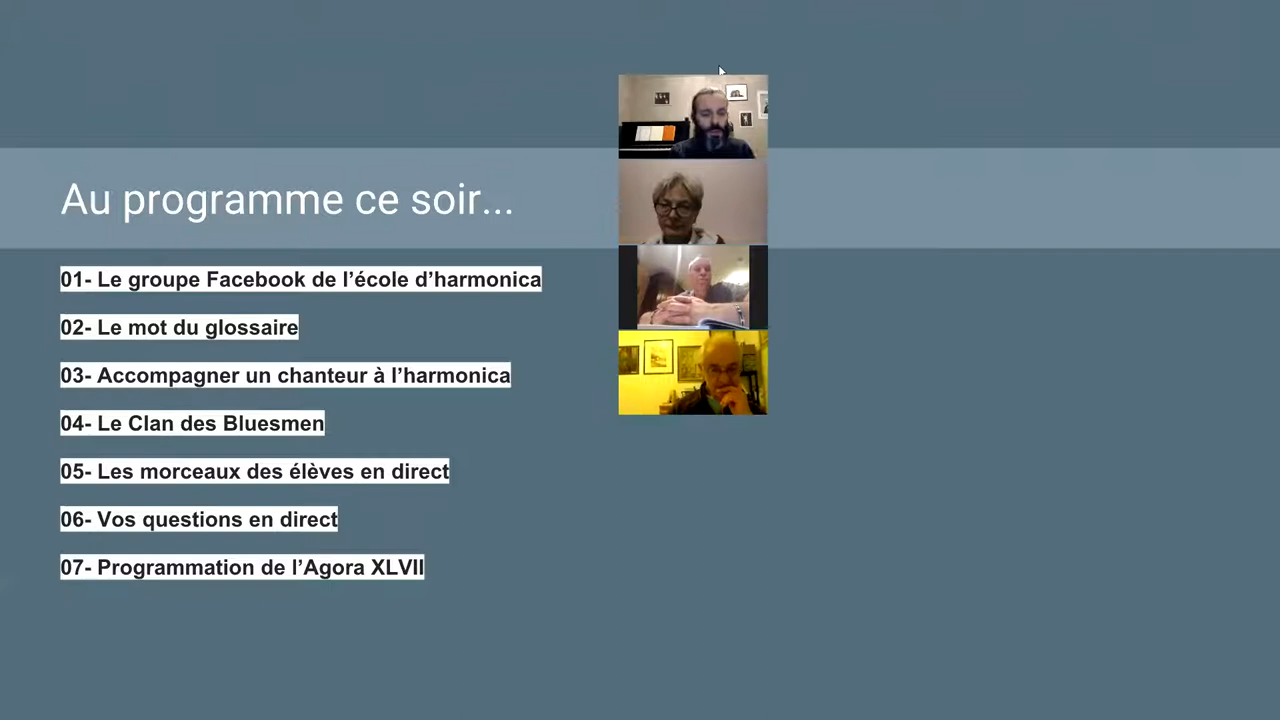 Au programme ce soir...
01- Le groupe Facebook de l’école d’harmonica
02- Le mot du glossaire
03- Accompagner un chanteur à l’harmonica
04- Le Clan des Bluesmen
05- Les morceaux des élèves en direct
06- Vos questions en direct
07- Programmation de l’Agora XLVII